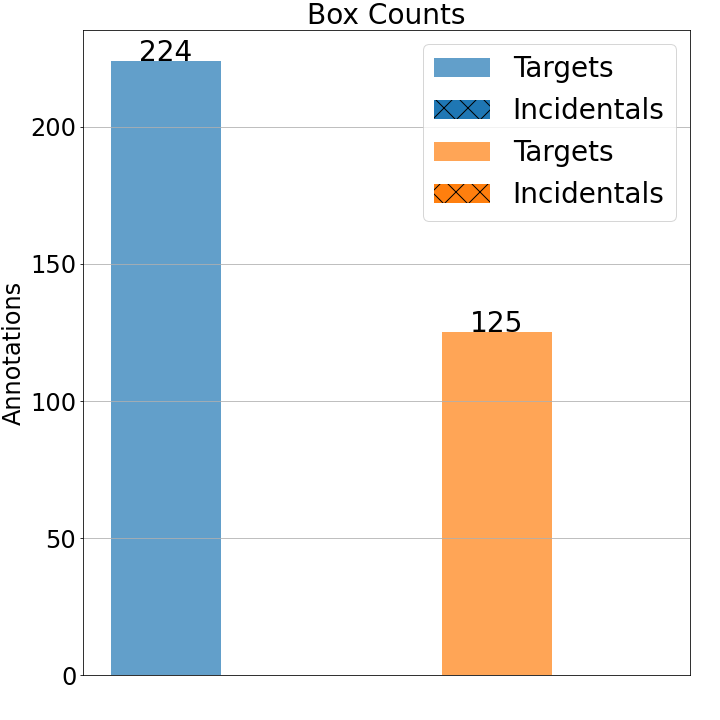 Box Counts
224
Targets
Incidentals
Targets
Incidentals
200
150
125
100
50
0
Annotations